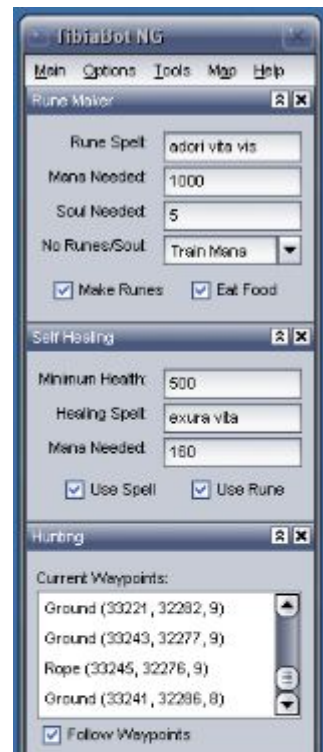 TibiaBot NG
Main Options Tools Map Help
Rune Maker
Rune Spell: adori vita vis
Mana Needed: 1000
Soul Needed: 5
No Runes/Soul: Train Mana
Make Runes Eat Food
Self Healing
Minimum Health: 500
Healing Spell: exura vita
Mana Needed: 160
Use Spell Use Rune
Hunting
Current Waypoints:
Ground (33221, 32282, 9)
Ground (33243, 32277, 9)
Rope (33245, 32276, 9)
Ground (33241, 32286, 8)
Follow Waypoints